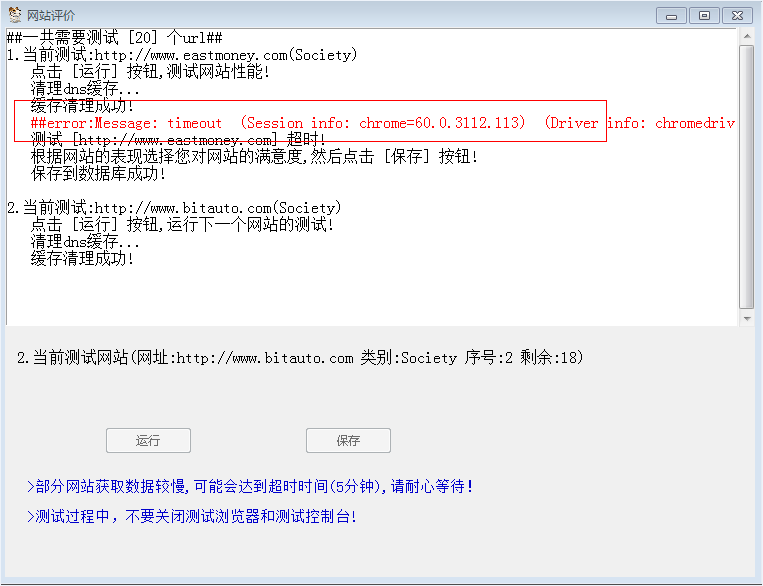 网站评价
##一共需要测试 [20] 个url##
1.当前测试:http://www.eastmoney.com(Society)
点击 [运行] 按钮,测试网站性能!
清理dns缓存...
缓存清理成功!
##error:Message: timeout (Session info: chrome=60.0.3112.113) (Driver info: chromedriv
测试 [http://www.eastmoney.com] 超时!
根据网站的表现选择您对网站的满意度,然后点击 [保存] 按钮!
保存到数据库成功!
2.当前测试:http://www.bitauto.com(Society)
点击 [运行] 按钮,运行下一个网站的测试!
清理dns缓存...
缓存清理成功!
2.当前测试网站(网址:http://www.bitauto.com 类别:Society 序号:2 剩余:18)
运行 保存
>部分网站获取数据较慢,可能会达到超时时间(5分钟),请耐心等待!
>测试过程中，不要关闭测试浏览器和测试控制台!